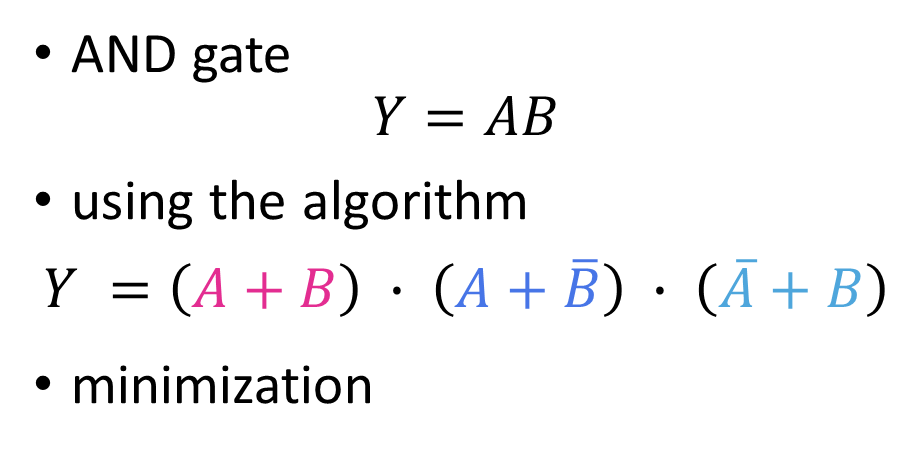 • AND gate
Y = AB
• using the algorithm
Y = (A + B) · (A + B̅) · (A̅ + B)
• minimization